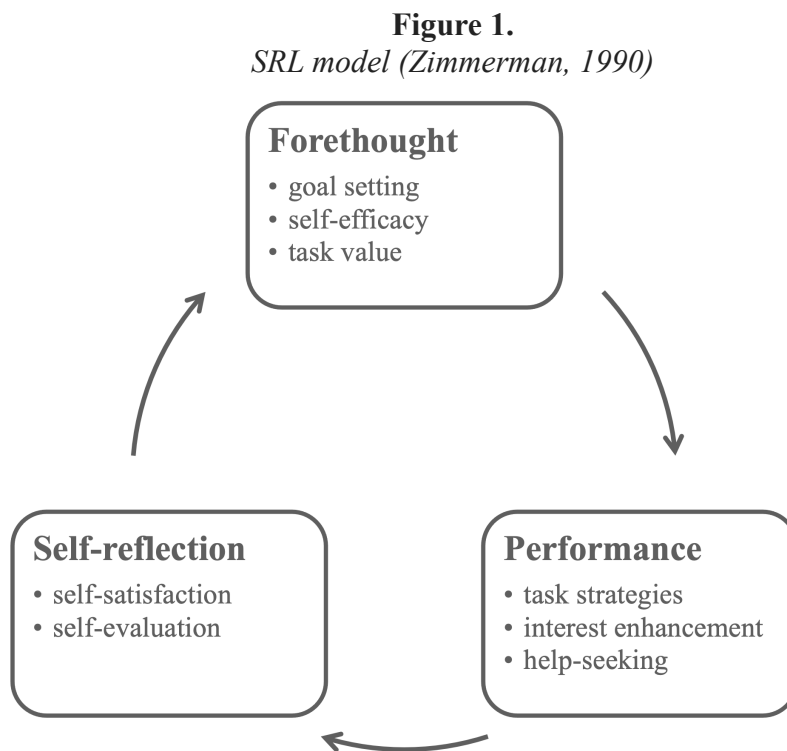 Figure 1.
SRL model (Zimmerman, 1990)
Forethought
• goal setting
• self-efficacy
• task value
Self-reflection
• self-satisfaction
• self-evaluation
Performance
• task strategies
• interest enhancement
• help-seeking